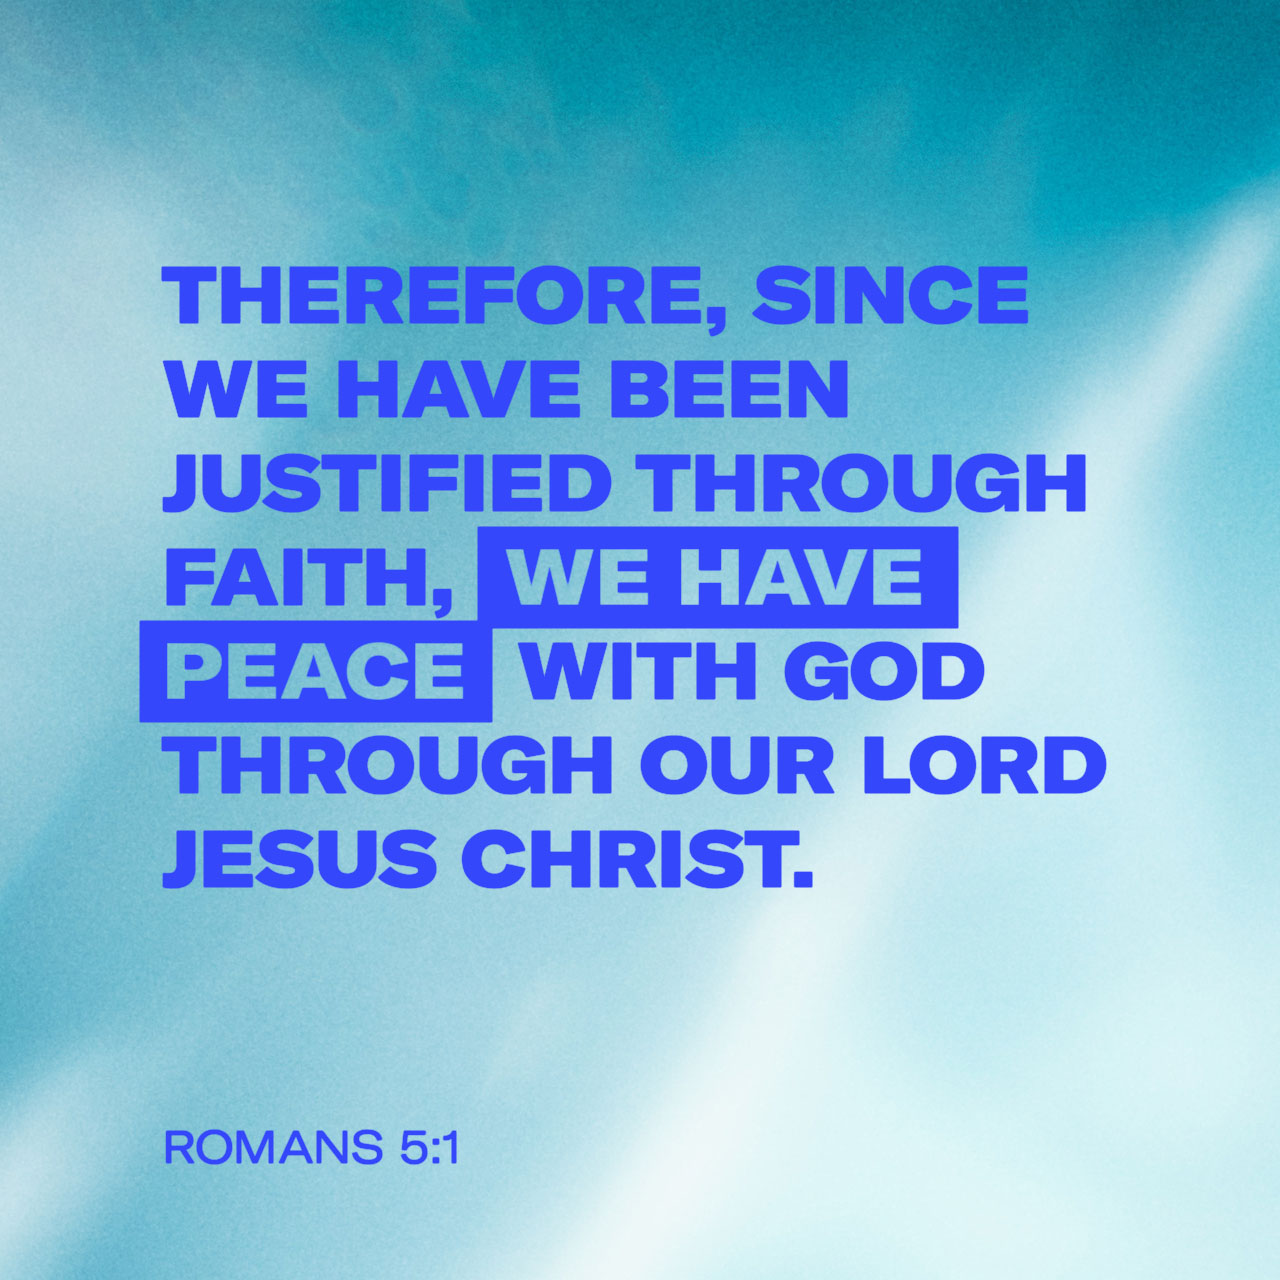 THEREFORE, SINCE
WE HAVE BEEN
JUSTIFIED THROUGH
FAITH, WE HAVE
PEACE WITH GOD
THROUGH OUR LORD
JESUS CHRIST.
ROMANS 5:1